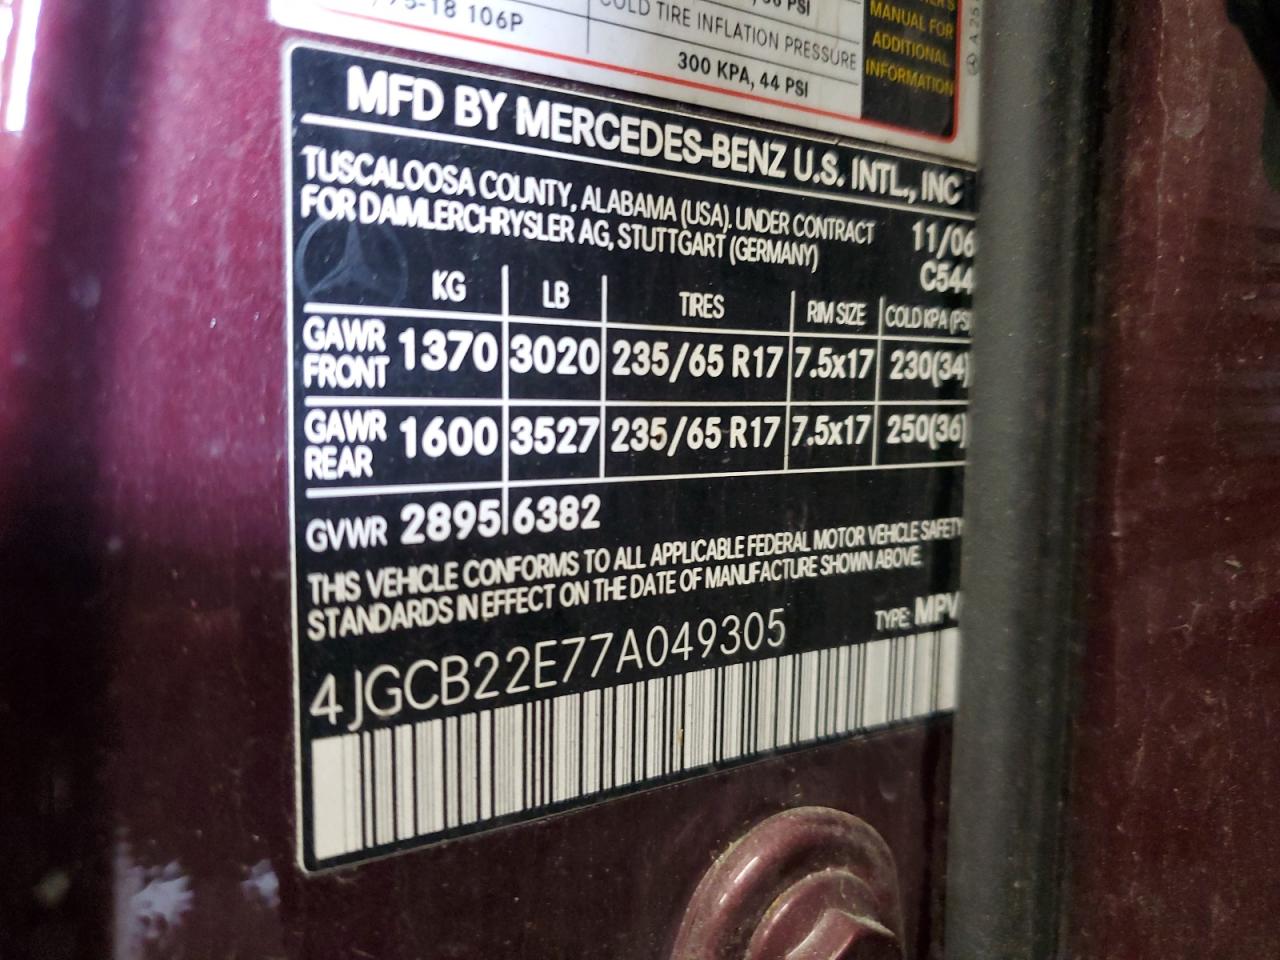 PSI
/75-18 106P
COLD TIRE INFLATION PRESSURE
300 KPA, 44 PSI
MANUAL FOR
ADDITIONAL
INFORMATION
A 25
MFD BY MERCEDES-BENZ U.S. INTL., INC
TUSCALOOSA COUNTY, ALABAMA (USA). UNDER CONTRACT
FOR DAIMLERCHRYSLER AG, STUTTGART (GERMANY)
11/06
C544
KG LB TIRES RIM SIZE COLD KPA (PSI
GAWR
FRONT 1370 3020 235/65 R17 7.5x17 230(34)
GAWR
REAR 1600 3527 235/65 R17 7.5x17 250(36)
GVWR 2895 6382
THIS VEHICLE CONFORMS TO ALL APPLICABLE FEDERAL MOTOR VEHICLE SAFETY
STANDARDS IN EFFECT ON THE DATE OF MANUFACTURE SHOWN ABOVE.
4JGCB22E77A049305
TYPE: MPV